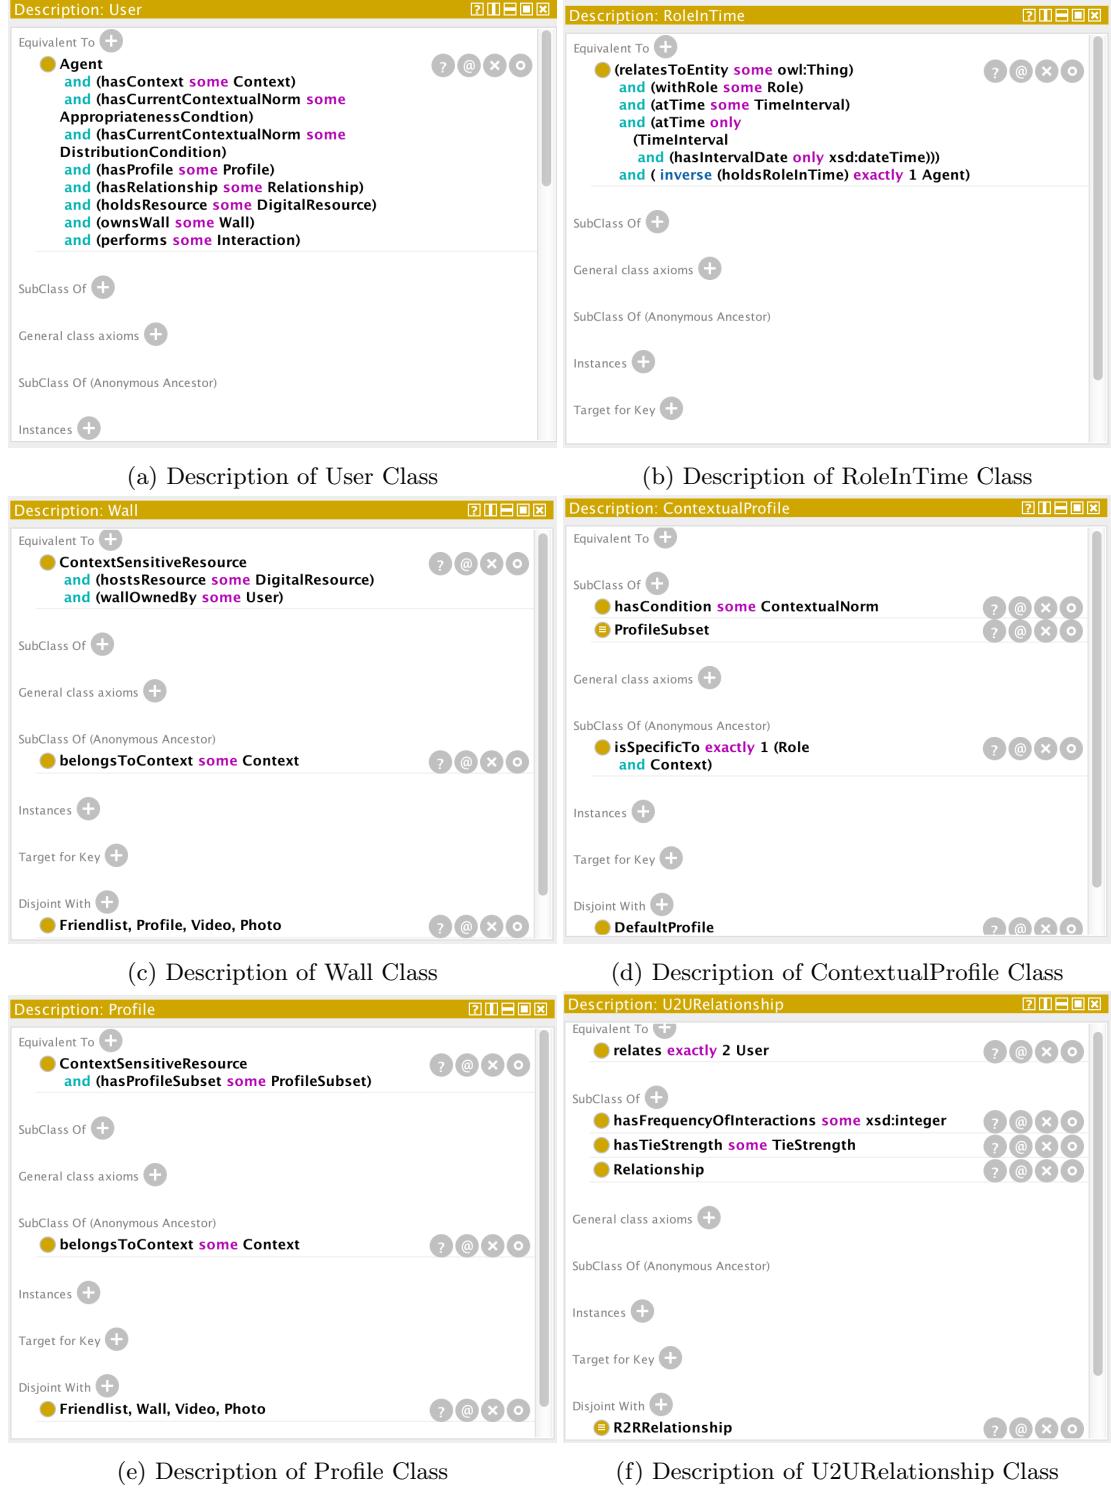 Description: User
Equivalent To
Agent
and (hasContext some Context)
and (hasCurrentContextualNorm some
AppropriatenessCondtion)
and (hasCurrentContextualNorm some
DistributionCondition)
and (hasProfile some Profile)
and (hasRelationship some Relationship)
and (holdsResource some DigitalResource)
and (ownsWall some Wall)
and (performs some Interaction)
SubClass Of
General class axioms
SubClass Of (Anonymous Ancestor)
Instances
(a) Description of User Class
Description: RoleInTime
Equivalent To
(relatesToEntity some owl:Thing)
and (withRole some Role)
and (atTime some TimeInterval)
and (atTime only
(TimeInterval
and (hasIntervalDate only xsd:dateTime)))
and ( inverse (holdsRoleInTime) exactly 1 Agent)
SubClass Of
General class axioms
SubClass Of (Anonymous Ancestor)
Instances
Target for Key
(b) Description of RoleInTime Class
Description: Wall
Equivalent To
ContextSensitiveResource
and (hostsResource some DigitalResource)
and (wallOwnedBy some User)
SubClass Of
General class axioms
SubClass Of (Anonymous Ancestor)
belongsToContext some Context
Instances
Target for Key
Disjoint With
Friendlist, Profile, Video, Photo
(c) Description of Wall Class
Description: ContextualProfile
Equivalent To
SubClass Of
hasCondition some ContextualNorm
ProfileSubset
General class axioms
SubClass Of (Anonymous Ancestor)
isSpecificTo exactly 1 (Role
and Context)
Instances
Target for Key
Disjoint With
DefaultProfile
(d) Description of ContextualProfile Class
Description: Profile
Equivalent To
ContextSensitiveResource
and (hasProfileSubset some ProfileSubset)
SubClass Of
General class axioms
SubClass Of (Anonymous Ancestor)
belongsToContext some Context
Instances
Target for Key
Disjoint With
Friendlist, Wall, Video, Photo
(e) Description of Profile Class
Description: U2URelationship
Equivalent To
relates exactly 2 User
SubClass Of
hasFrequencyOfInteractions some xsd:integer
hasTieStrength some TieStrength
Relationship
General class axioms
SubClass Of (Anonymous Ancestor)
Instances
Target for Key
Disjoint With
R2RRelationship
(f) Description of U2URelationship Class